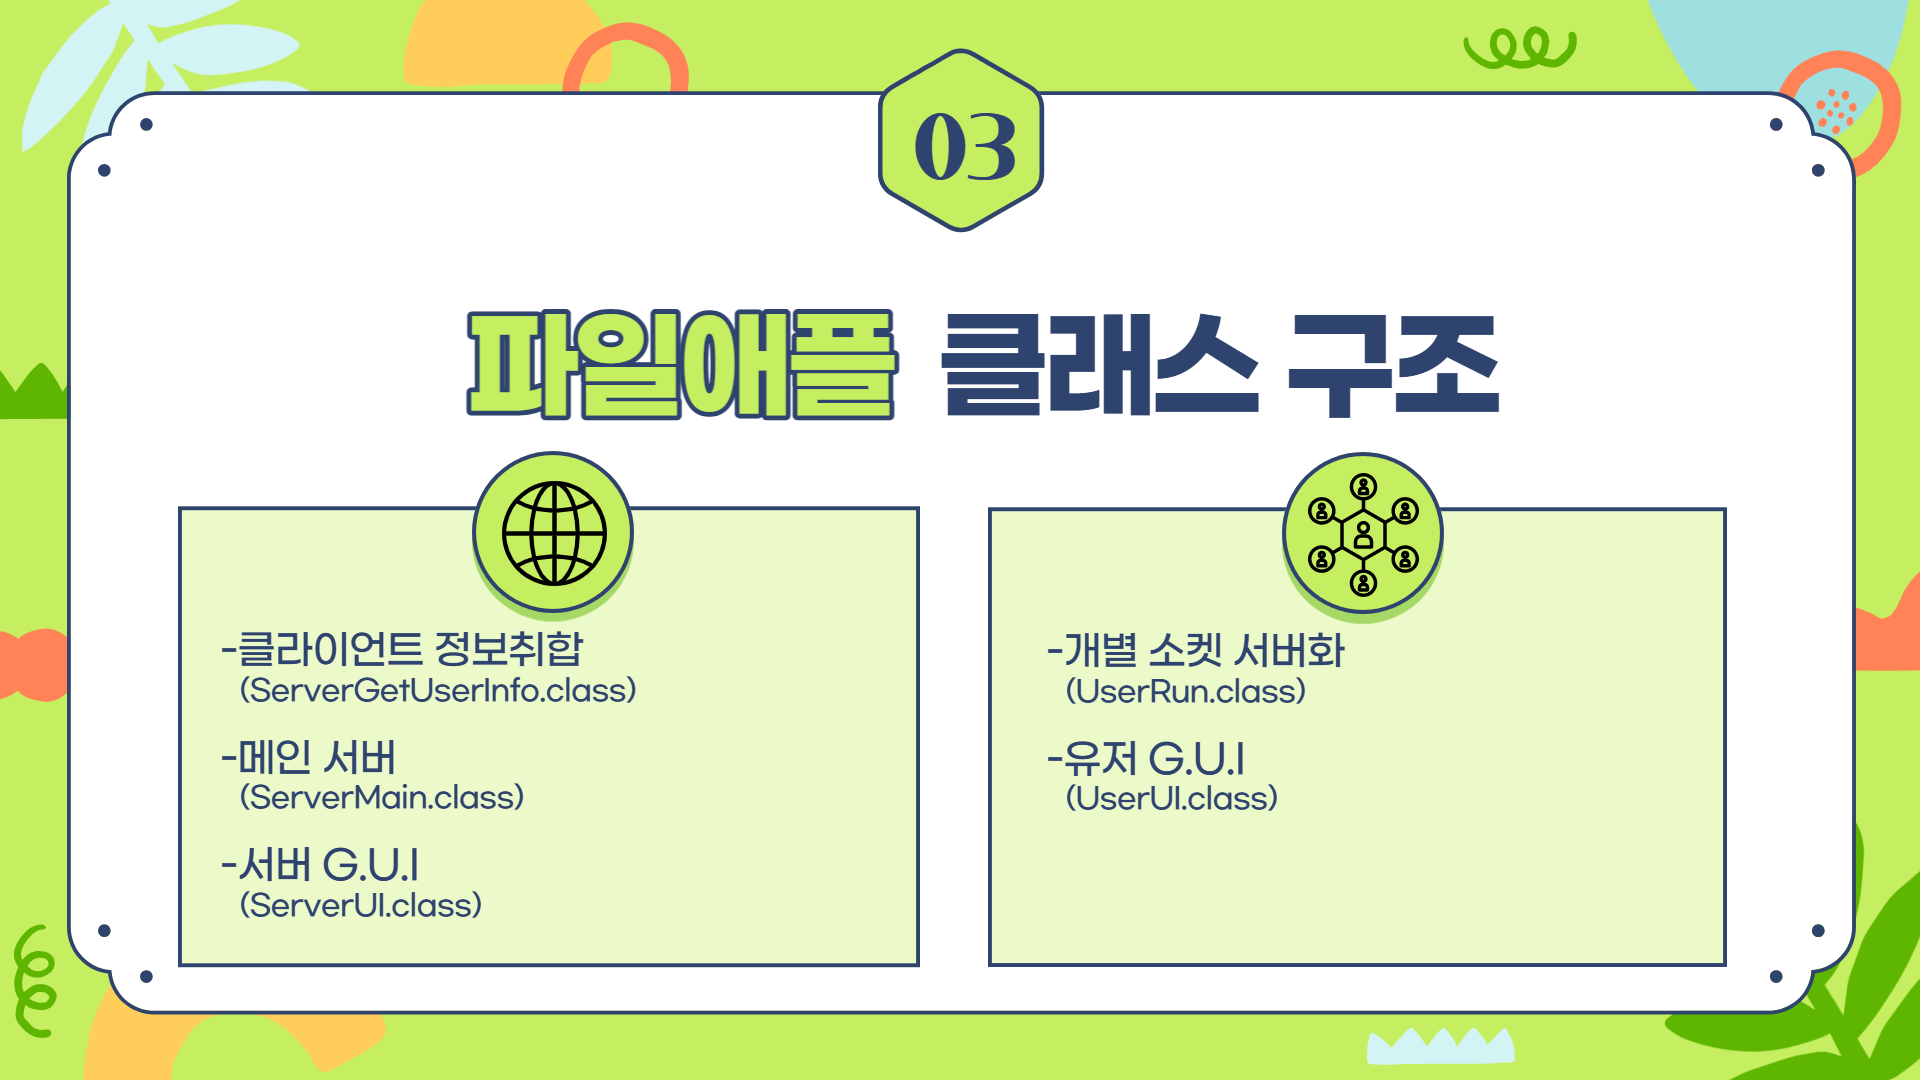 03
파일애플 클래스 구조
-클라이언트 정보취합
(ServerGetUserInfo.class)
-메인 서버
(ServerMain.class)
-서버 G.U.I
(ServerUI.class)
-개별 소켓 서버화
(UserRun.class)
-유저 G.U.I
(UserUI.class)